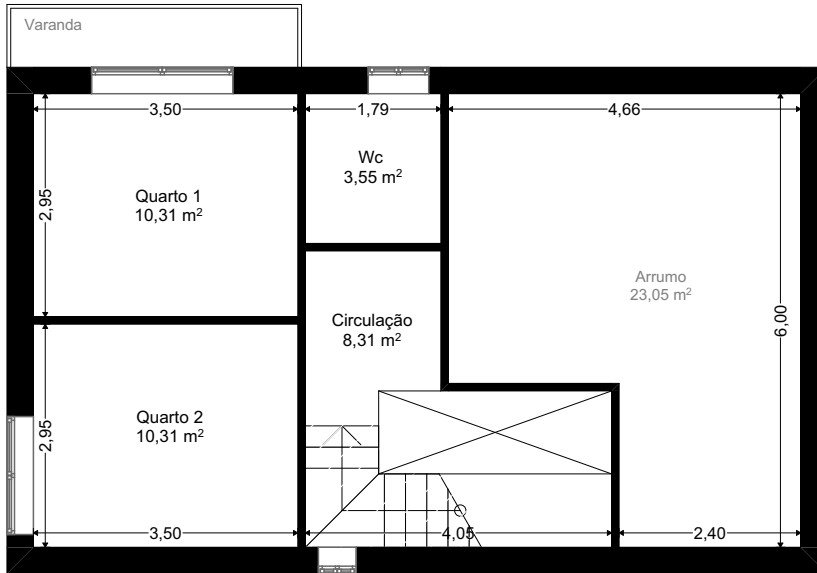 Varanda
3,50
1,79
4,66
Wc
3,55 m²
2,95
Quarto 1
10,31 m²
Arrumo
23,05 m²
6,00
Circulação
8,31 m²
Quarto 2
10,31 m²
2,95
3,50
4,05
2,40